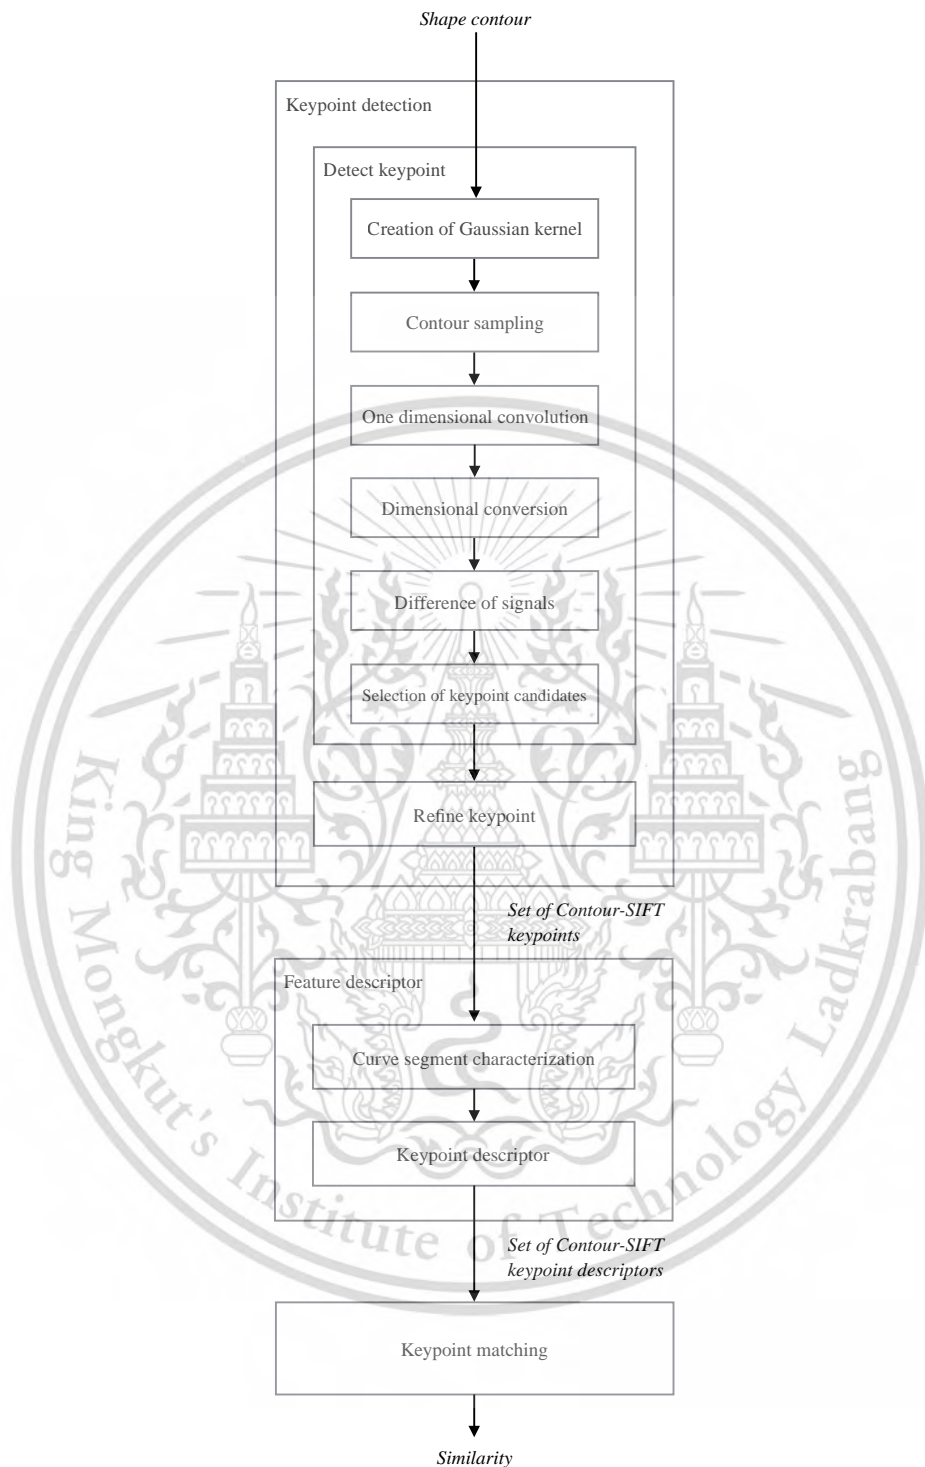 Shape contour
Keypoint detection
Detect keypoint
Creation of Gaussian kernel
Contour sampling
One dimensional convolution
Dimensional conversion
Difference of signals
Selection of keypoint candidates
Refine keypoint
Set of Contour-SIFT
keypoints
Feature descriptor
Curve segment characterization
Keypoint descriptor
Set of Contour-SIFT
keypoint descriptors
Keypoint matching
Similarity
King Mongkut's Institute of Technology Ladkrabang